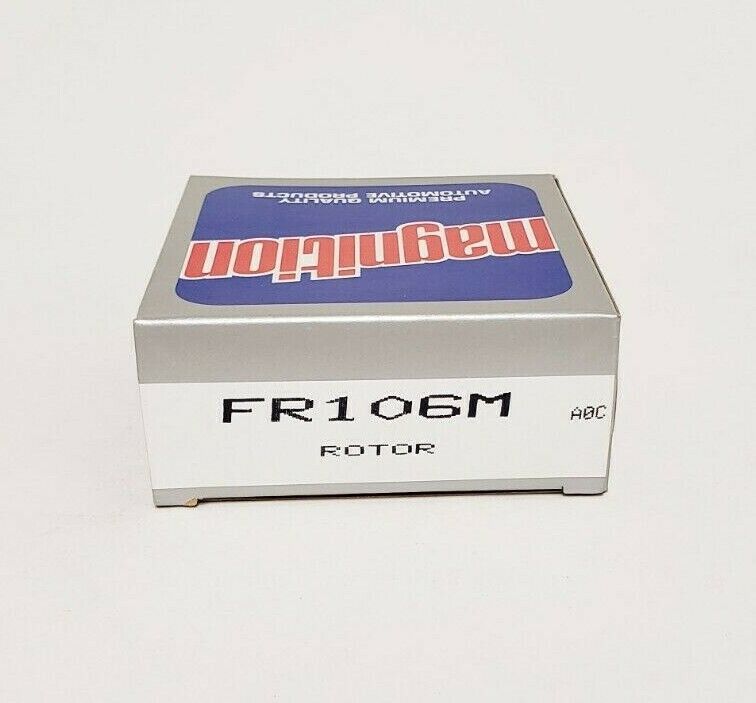 magnition
PREMIUM QUALITY
AUTOMOTIVE PRODUCTS
FR106M
A0C
ROTOR